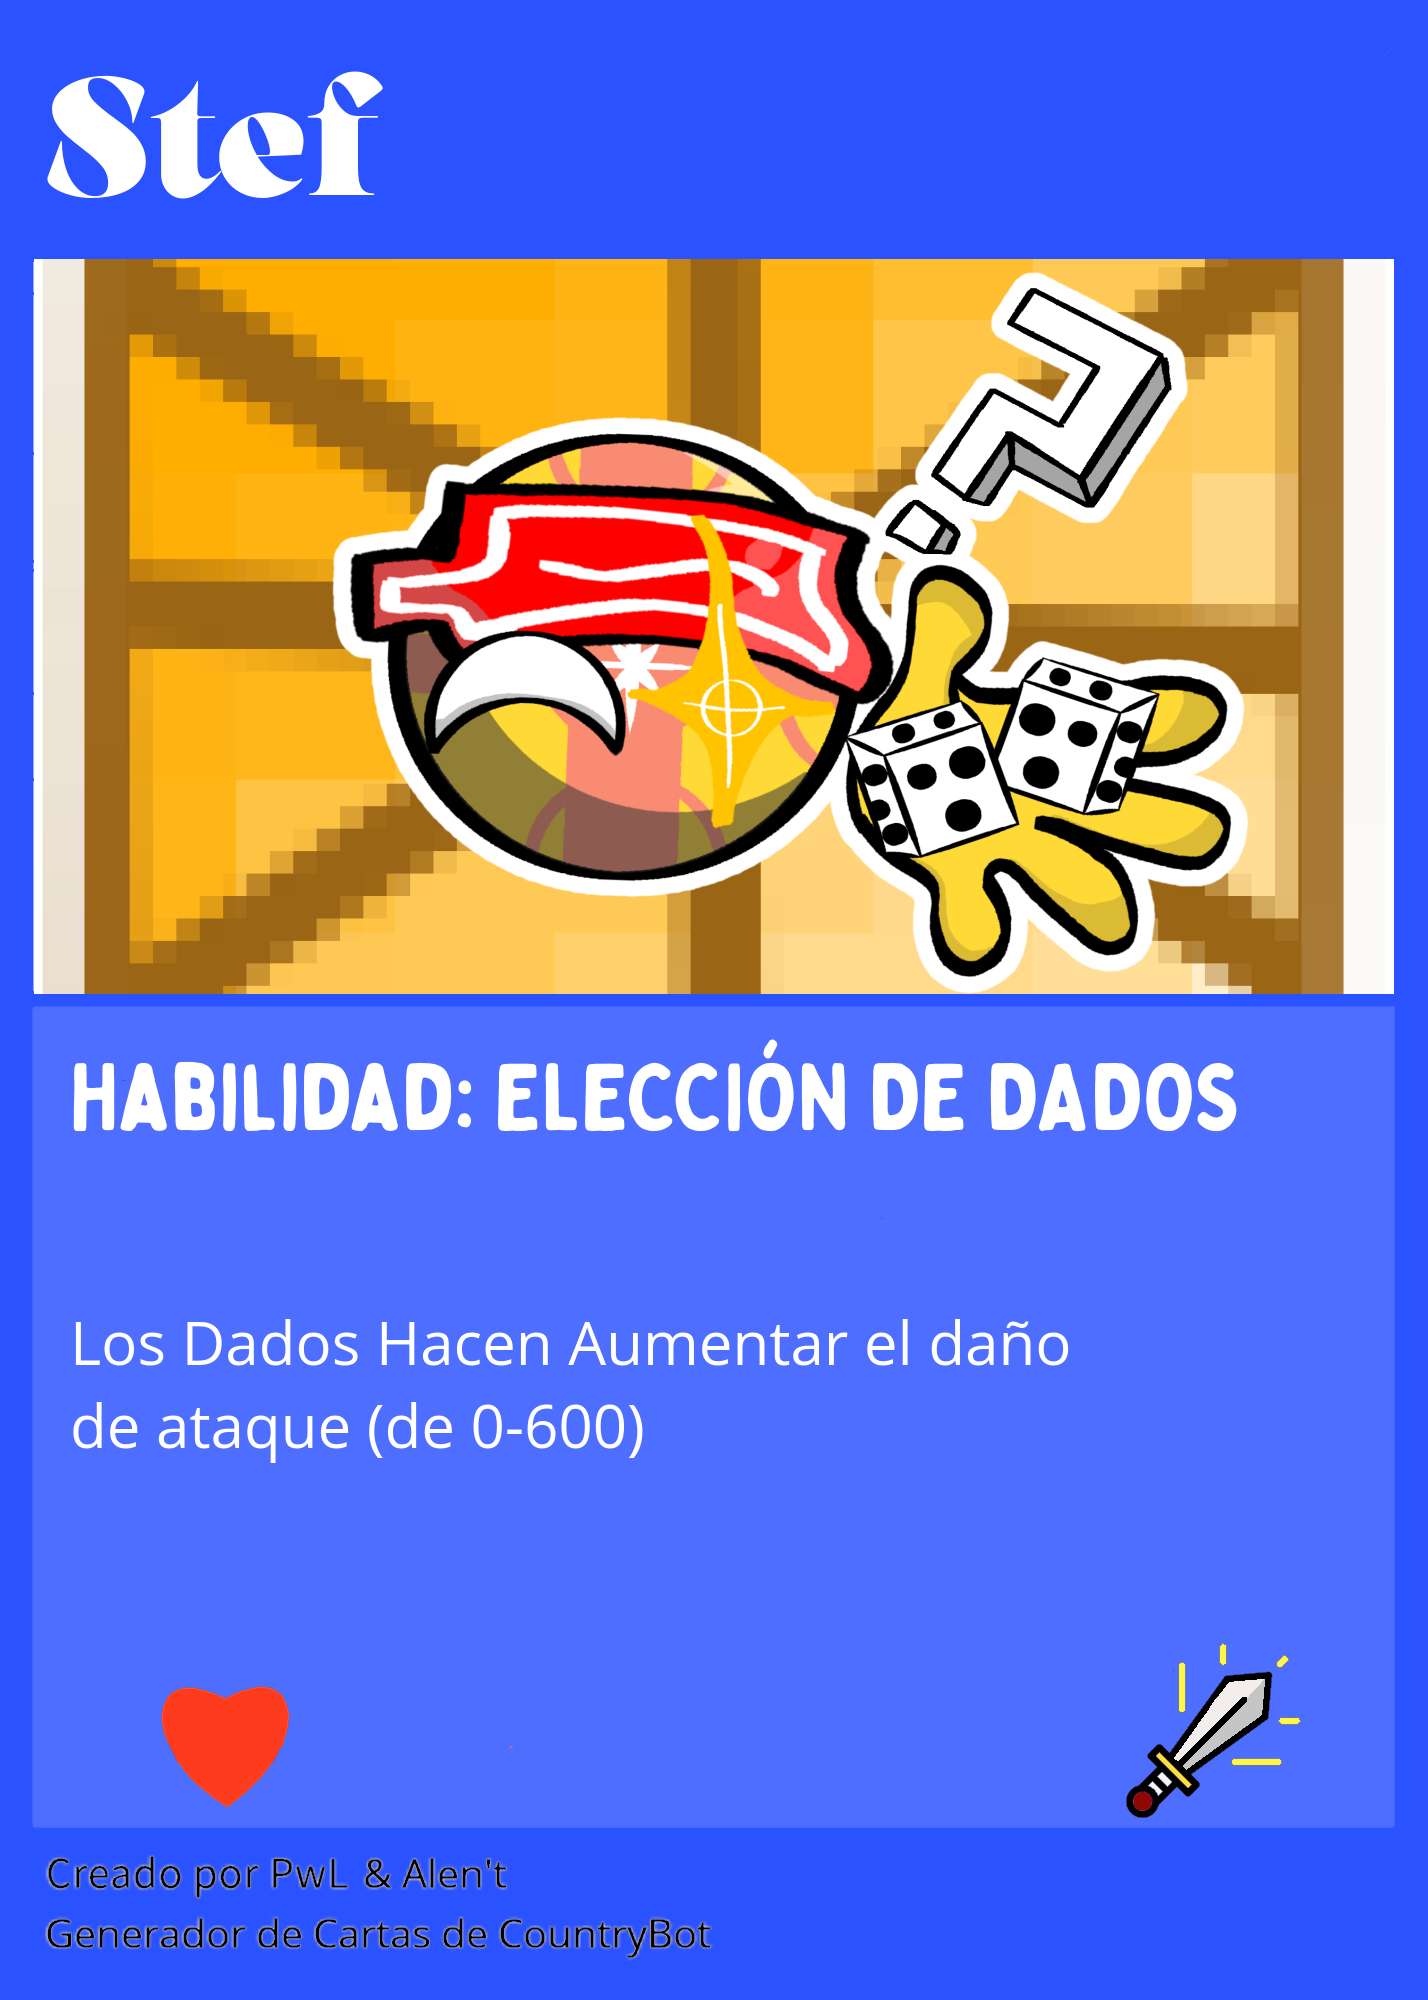 Stef
?
HABILIDAD: ELECCIÓN DE DADOS
Los Dados Hacen Aumentar el daño
de ataque (de 0-600)
Creado por PwL & Alen't
Generador de Cartas de CountryBot